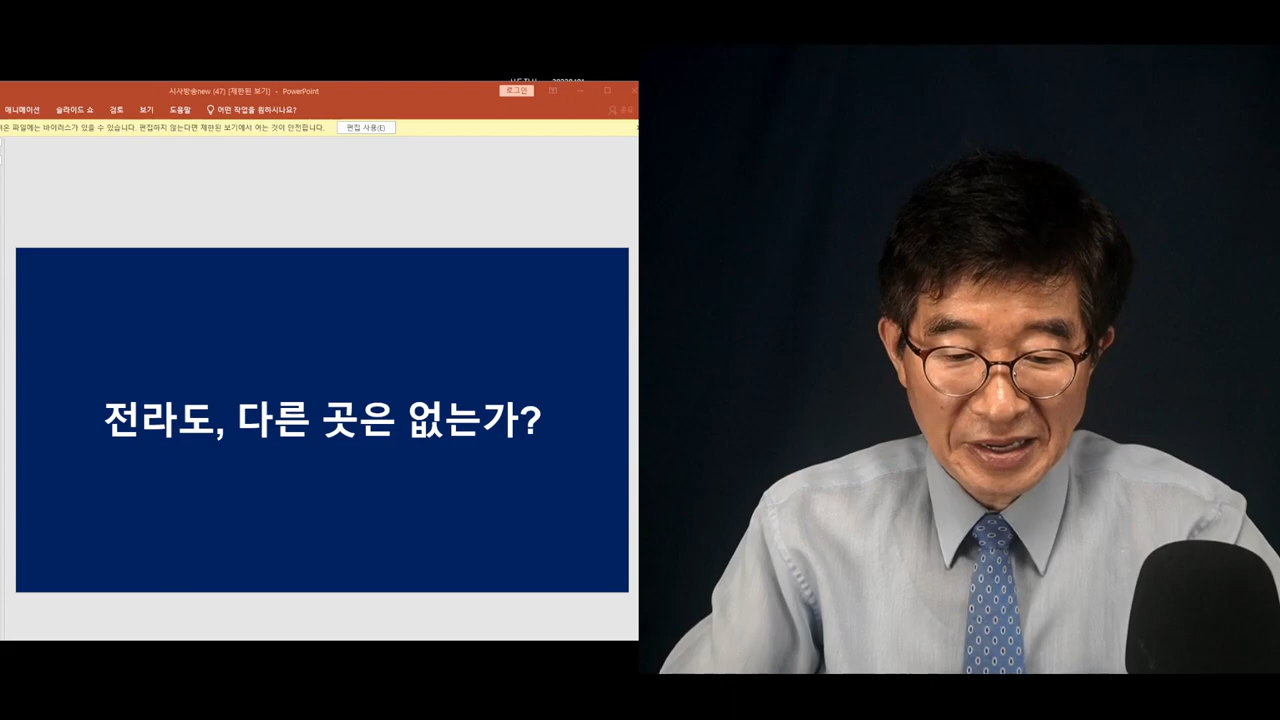 시사방송new (47) [제한된 보기] - PowerPoint
로그인
애니메이션 슬라이드 쇼 검토 보기 도움말 어떤 작업을 원하시나요? 공유
파일에는 바이러스가 있을 수 있습니다. 편집하지 않는다면 제한된 보기에서 여는 것이 안전합니다. 편집 사용(E)
전라도, 다른 곳은 없는가?